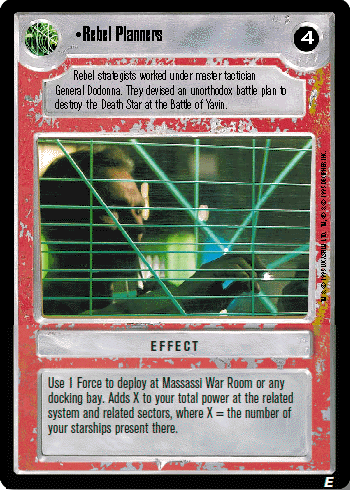 •Rebel Planners
4
Rebel strategists worked under master tactician
General Dodonna. They devised an unorthodox battle plan to
destroy the Death Star at the Battle of Yavin.
EFFECT
Use 1 Force to deploy at Massassi War Room or any
docking bay. Adds X to your total power at the related
system and related sectors, where X = the number of
your starships present there.
E